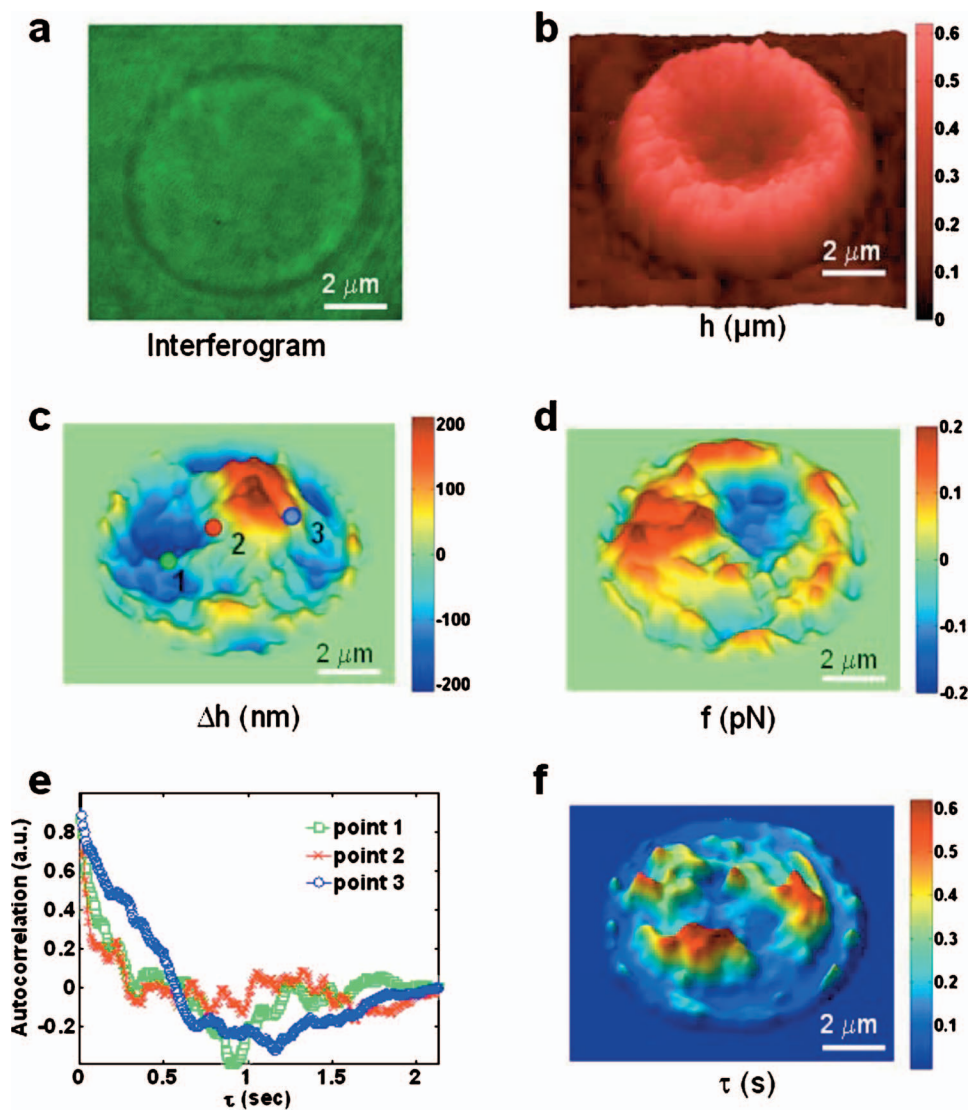 a
2 μm
Interferogram
b
0.6
0.5
0.4
0.3
0.2
0.1
0
2 μm
h (μm)
c
200
100
0
-100
-200
1
2
3
2 μm
Δh (nm)
d
0.2
0.1
0
-0.1
-0.2
2 μm
f (pN)
e
Autocorrelation (a.u.)
0.8
0.6
0.4
0.2
0
-0.2
point 1
point 2
point 3
0
0.5
1
1.5
2
τ (sec)
f
0.6
0.5
0.4
0.3
0.2
0.1
2 μm
τ (s)